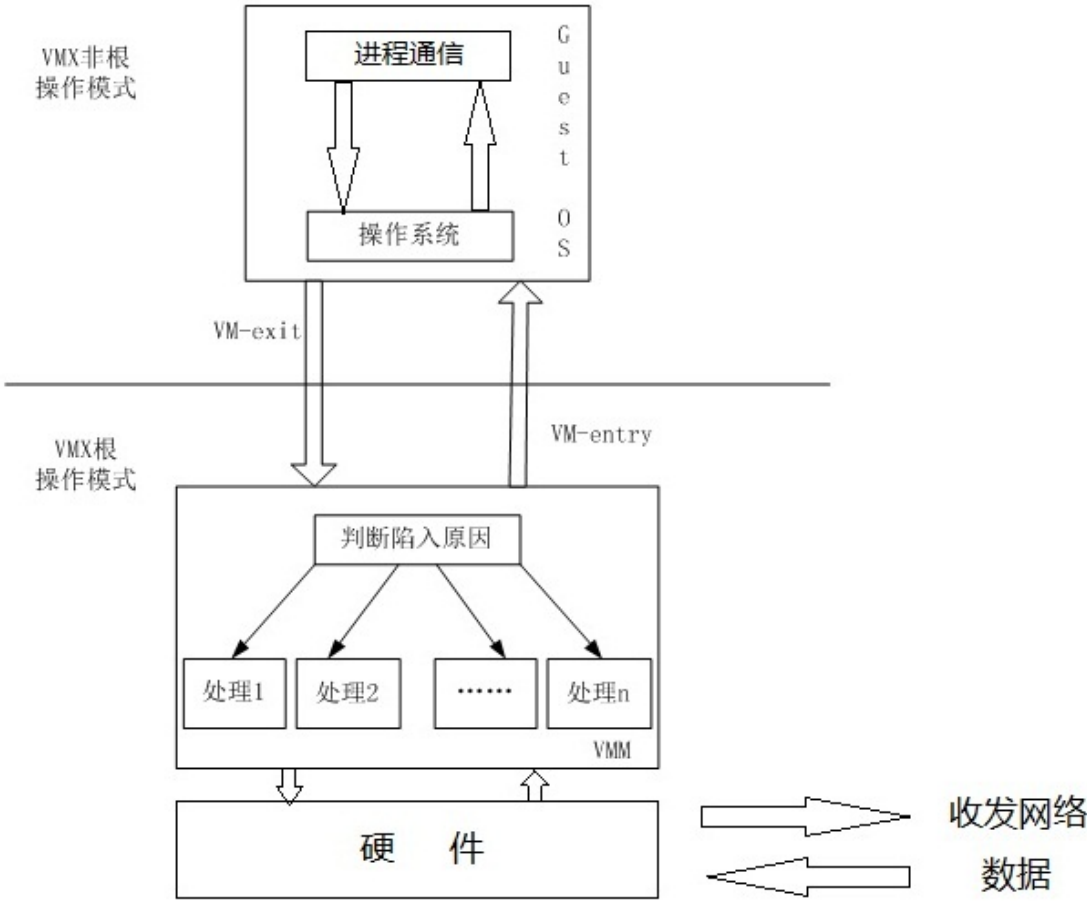 VMX非根
操作模式
进程通信
操作系统
Guest OS
VM-exit
VM-entry
VMX根
操作模式
判断陷入原因
处理1
处理2
……
处理n
VMM
硬 件
收发网络
数据